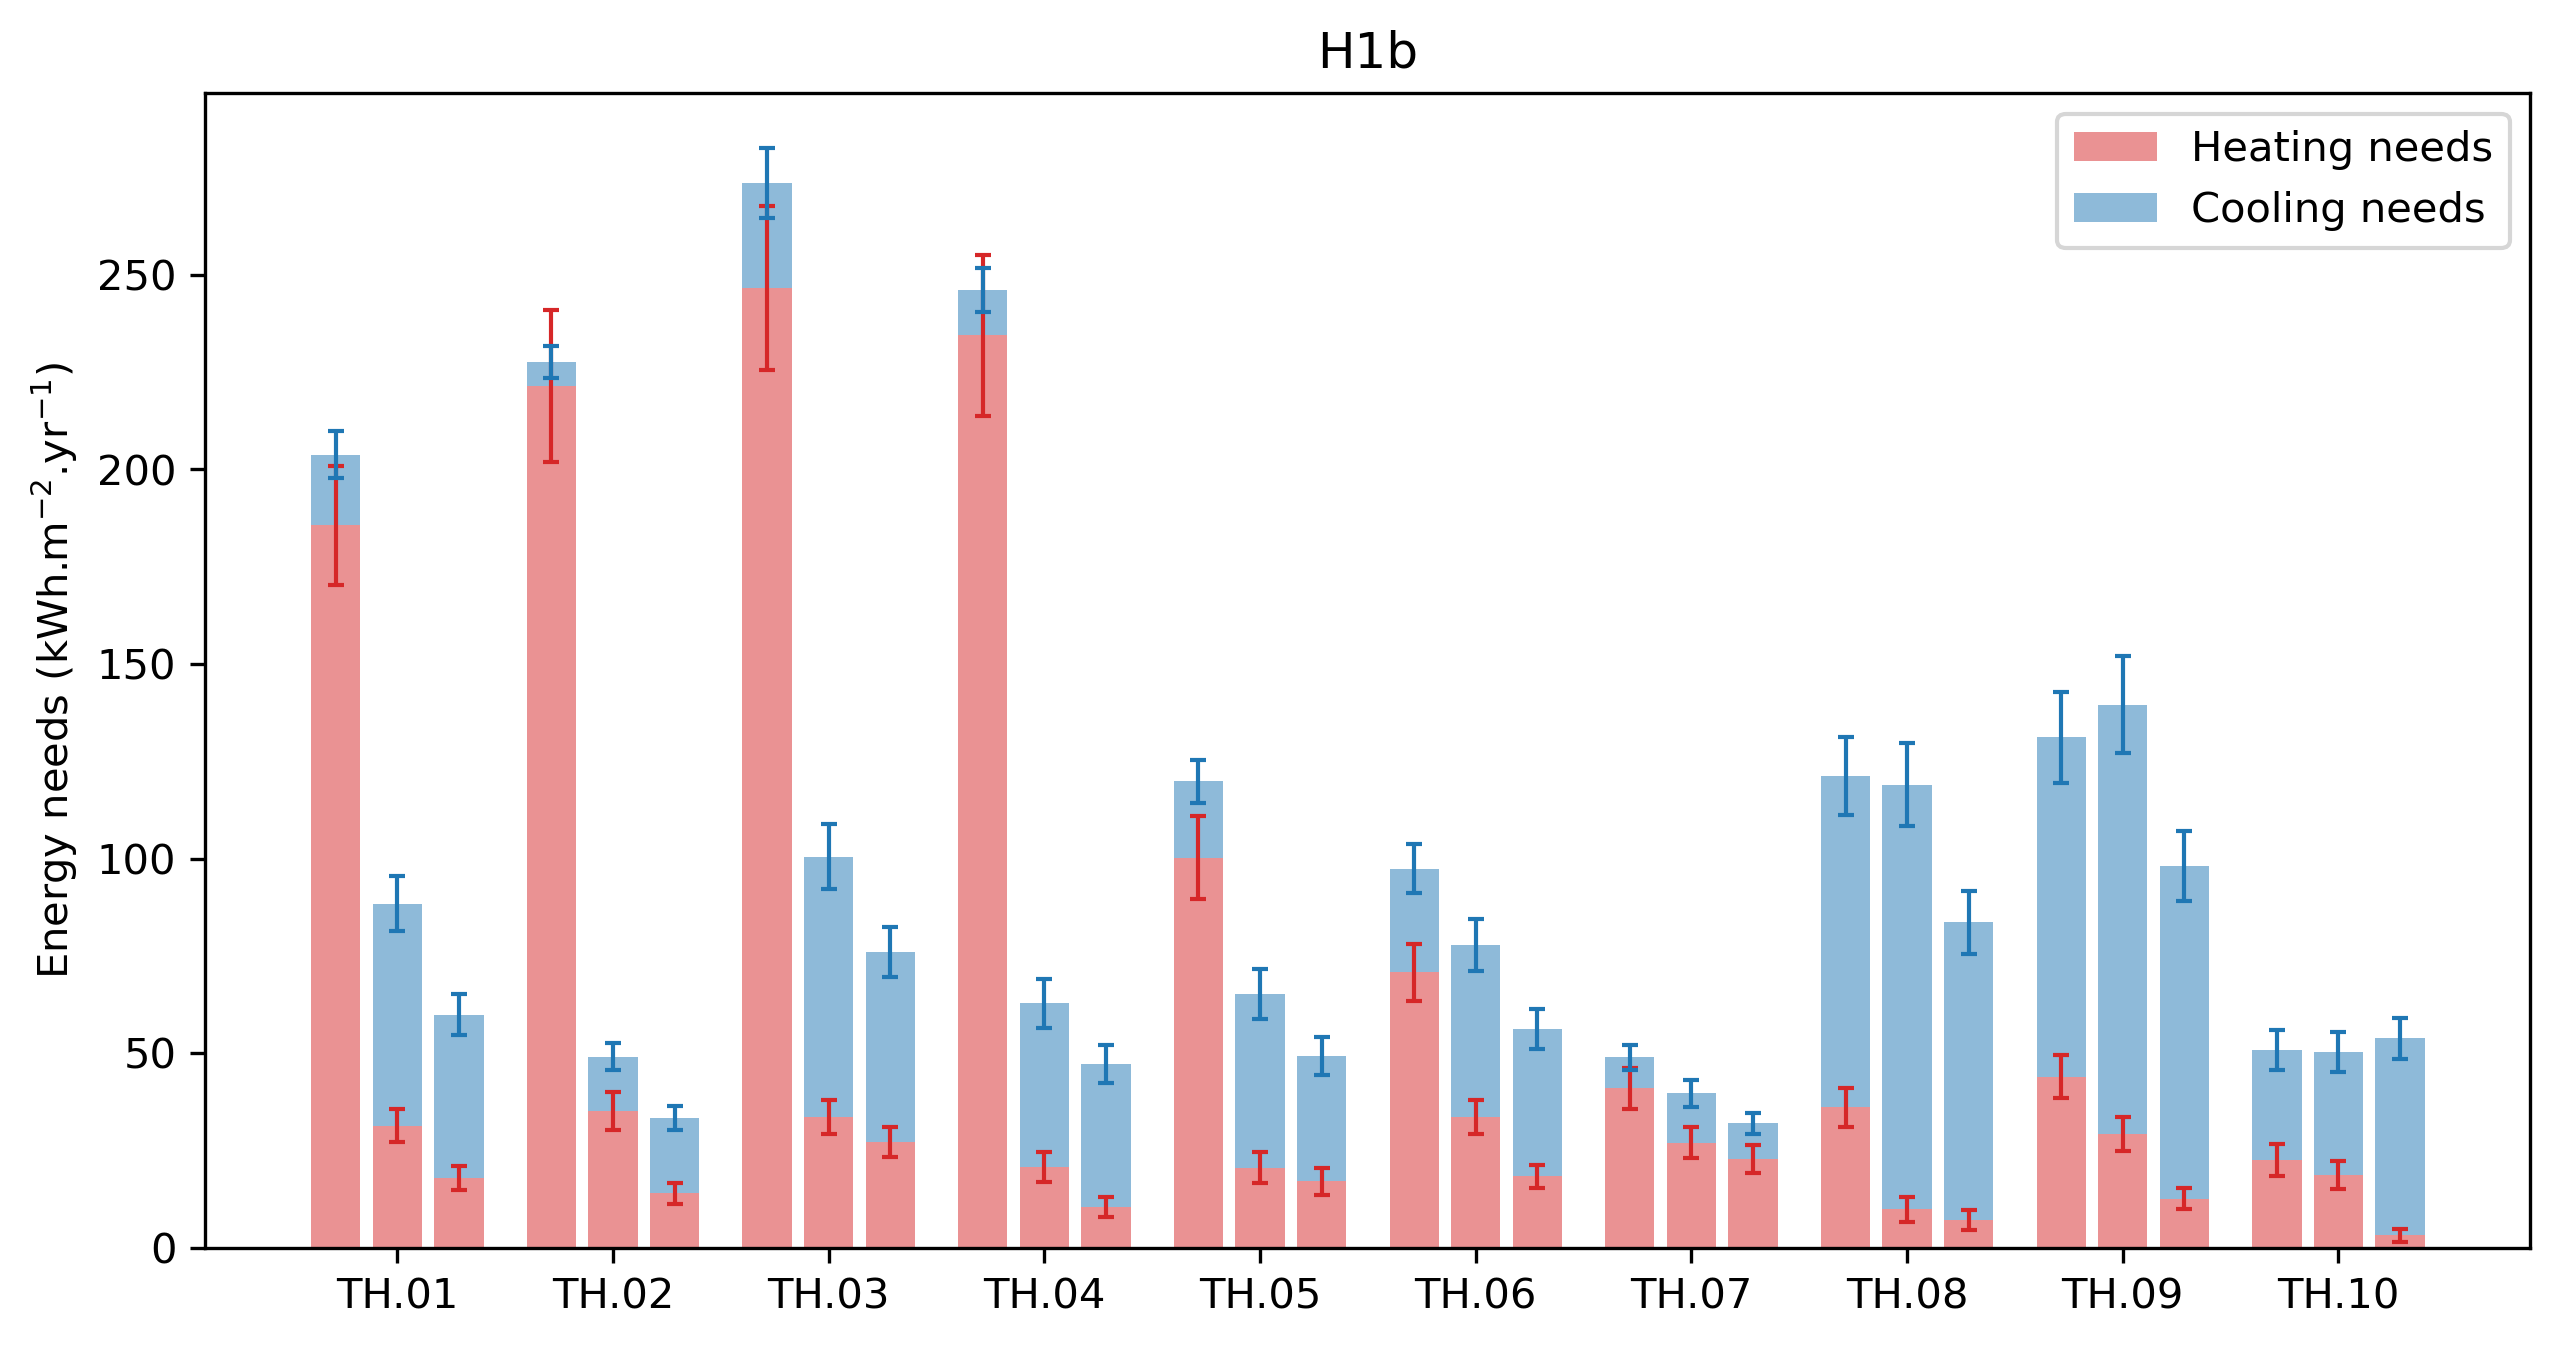 H1b
Heating needs
Cooling needs
Energy needs (kWh.m⁻².yr⁻¹)
250
200
150
100
50
0
TH.01 TH.02 TH.03 TH.04 TH.05 TH.06 TH.07 TH.08 TH.09 TH.10